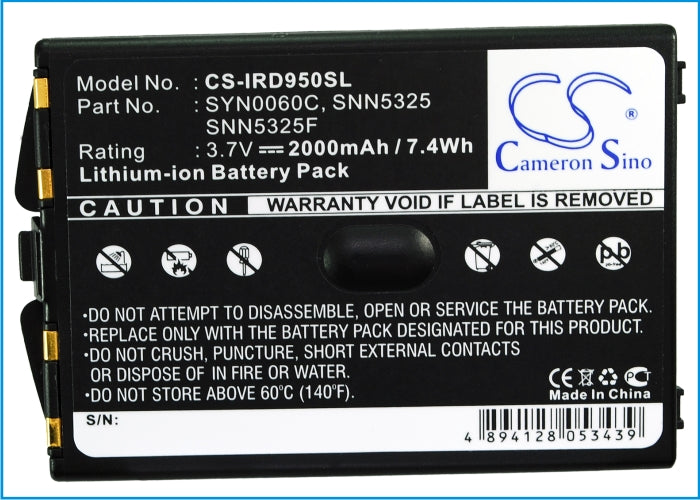 Model No. : CS-IRD950SL
Part No. : SYN0060C, SNN5325
SNN5325F
Rating : 3.7V 2000mAh / 7.4Wh
Lithium-ion Battery Pack
CS
®
Cameron Sino
CAUTION
WARRANTY VOID IF LABEL IS REMOVED
Pb
•DO NOT ATTEMPT TO DISASSEMBLE, OPEN OR SERVICE THE BATTERY PACK.
•REPLACE ONLY WITH THE BATTERY PACK DESIGNATED FOR THIS PRODUCT.
•DO NOT CRUSH, PUNCTURE, SHORT EXTERNAL CONTACTS
OR DISPOSE OF IN FIRE OR WATER.
•DO NOT STORE ABOVE 60°C (140°F).
CE
PCT
Made In China
S/N:
4 894128 053439